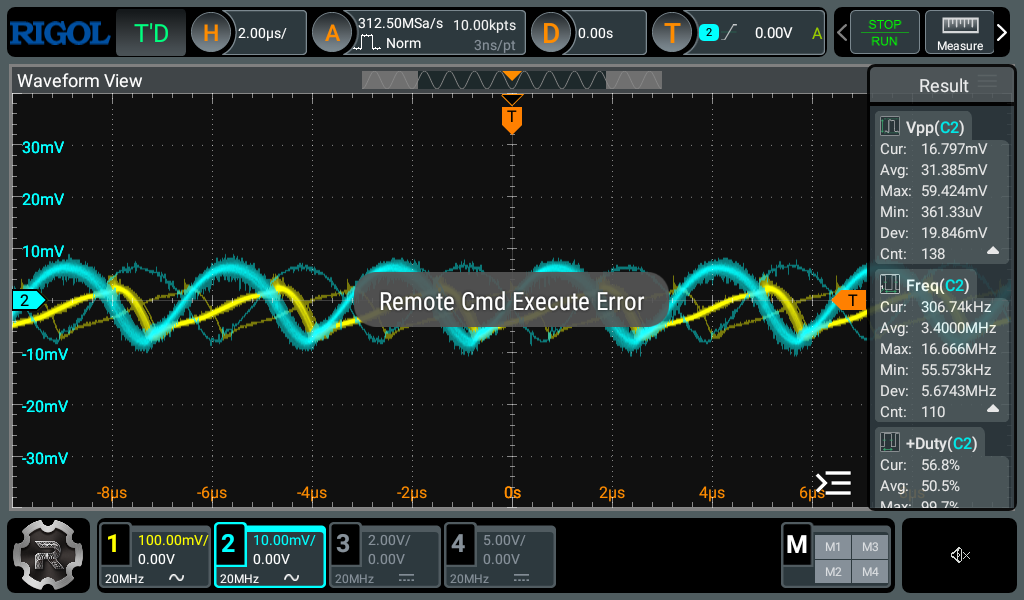 RIGOL T'D H 2.00µs/ A 312.50MSa/s 10.00kpts D 0.00s T 2 0.00V A STOP
Norm 3ns/pt RUN Measure
Waveform View Result
T
30mV
20mV
10mV
2
T
-10mV
-20mV
-30mV
-8µs -6µs -4µs -2µs 0s 2µs 4µs 6µs
Remote Cmd Execute Error
Vpp(C2)
Cur: 16.797mV
Avg: 31.385mV
Max: 59.424mV
Min: 361.33uV
Dev: 19.846mV
Cnt: 138
Freq(C2)
Cur: 306.74kHz
Avg: 3.4000MHz
Max: 16.666MHz
Min: 55.573kHz
Dev: 5.6743MHz
Cnt: 110
+Duty(C2)
Cur: 56.8%
Avg: 50.5%
Max: 99.7%
R
1 100.00mV/ 2 10.00mV/ 3 2.00V/ 4 5.00V/ M M1 M3
0.00V 0.00V 0.00V 0.00V M2 M4
20MHz 20MHz 20MHz 20MHz